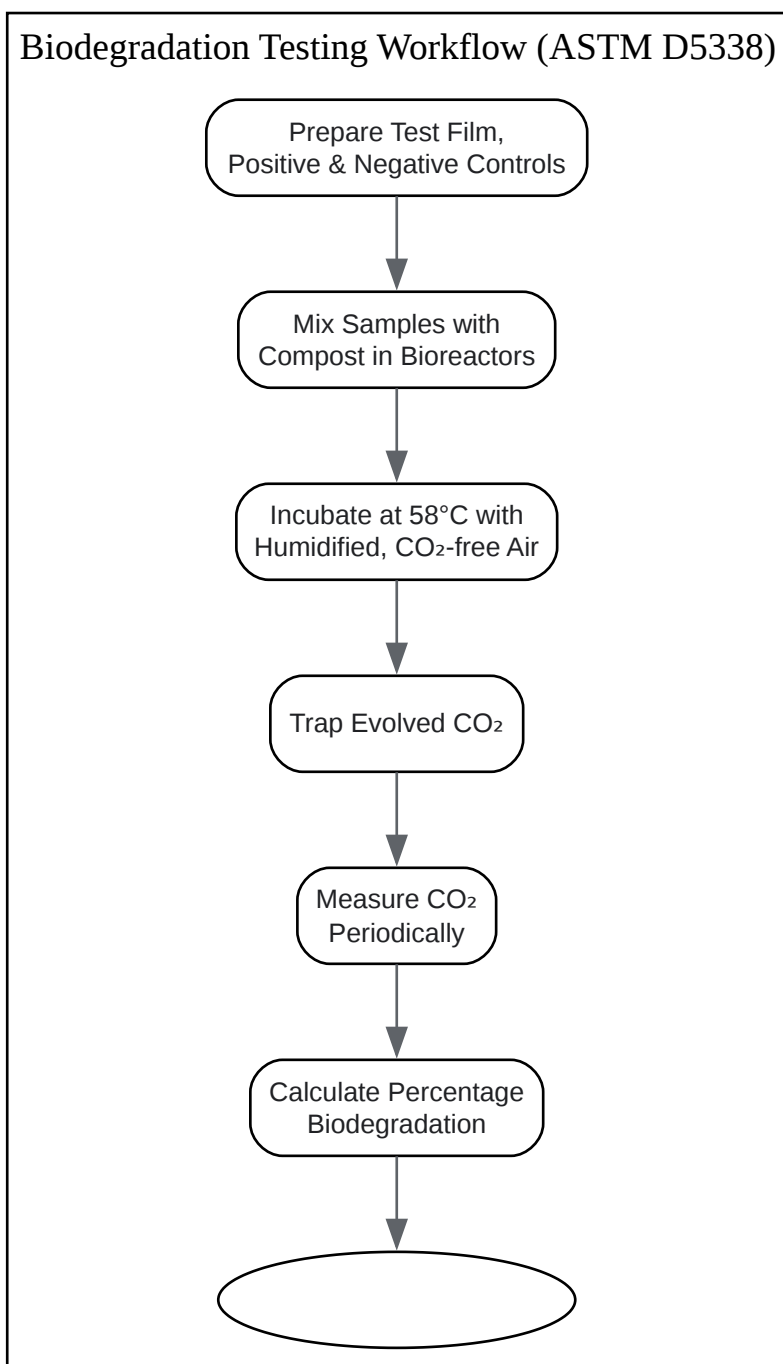 Biodegradation Testing Workflow (ASTM D5338)
Prepare Test Film,
Positive & Negative Controls
Mix Samples with
Compost in Bioreactors
Incubate at 58°C with
Humidified, CO₂-free Air
Trap Evolved CO₂
Measure CO₂
Periodically
Calculate Percentage
Biodegradation